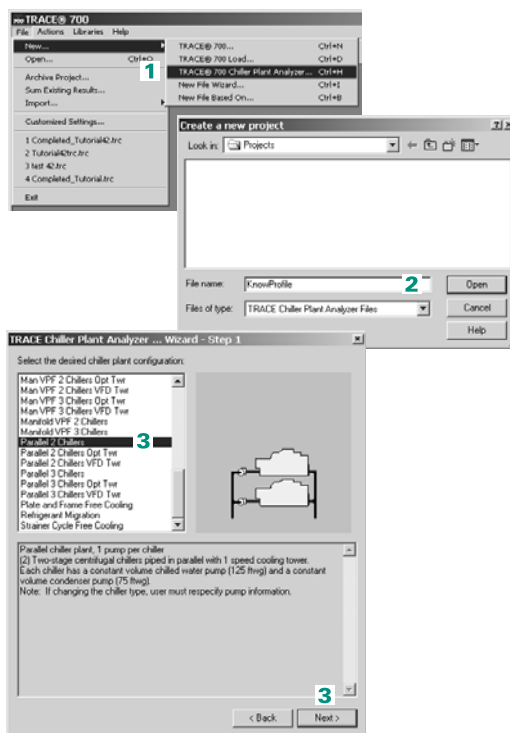 TRACE® 700
File Actions Libraries Help
New...
Open... Ctrl+O
1
Archive Project...
Sum Existing Results...
Import...
Customized Settings...
1 Completed_Tutorial42.trc
2 Tutorial42trc.trc
3 test 42.trc
4 Completed_Tutorial.trc
Exit
TRACE® 700... Ctrl+N
TRACE® 700 Load... Ctrl+D
TRACE® 700 Chiller Plant Analyzer... Ctrl+H
New File Wizard... Ctrl+I
New File Based On... Ctrl+B
Create a new project
Look in: Projects
File name: KnowProfile 2 Open
Files of type: TRACE Chiller Plant Analyzer Files Cancel
Help
TRACE Chiller Plant Analyzer ... Wizard - Step 1
Select the desired chiller plant configuration:
Man VPF 2 Chillers Opt Twr
Man VPF 2 Chillers VFD Twr
Man VPF 3 Chillers Opt Twr
Man VPF 3 Chillers VFD Twr
Manifold VPF 2 Chillers
Manifold VPF 3 Chillers
Parallel 2 Chillers 3
Parallel 2 Chillers Opt Twr
Parallel 2 Chillers VFD Twr
Parallel 3 Chillers
Parallel 3 Chillers Opt Twr
Parallel 3 Chillers VFD Twr
Plate and Frame Free Cooling
Refrigerant Migration
Strainer Cycle Free Cooling
Parallel chiller plant, 1 pump per chiller
(2) Two-stage centrifugal chillers piped in parallel with 1 speed cooling tower.
Each chiller has a constant volume chilled water pump (125 ftwg) and a constant
volume condenser pump (75 ftwg).
Note: If changing the chiller type, user must respecify pump information.
3
< Back Next >